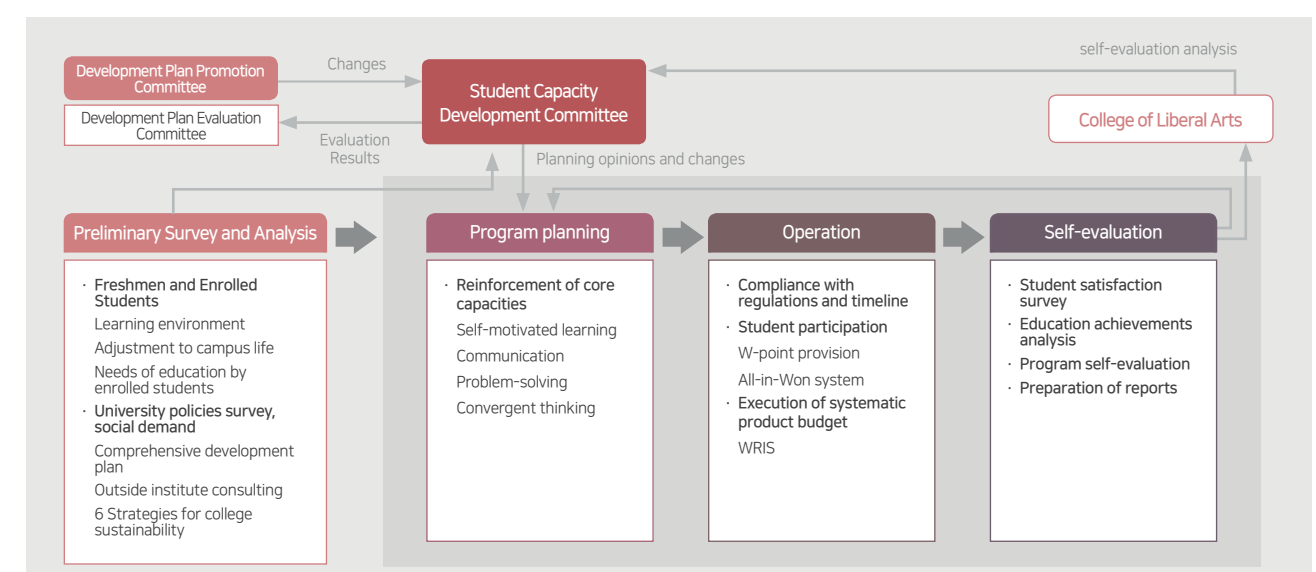 self-evaluation analysis
Development Plan Promotion
Committee
Changes
Student Capacity
Development Committee
Development Plan Evaluation
Committee
College of Liberal Arts
Evaluation
Results
Planning opinions and changes
Preliminary Survey and Analysis
· Freshmen and Enrolled
Students
Learning environment
Adjustment to campus life
Needs of education by
enrolled students
· University policies survey,
social demand
Comprehensive development
plan
Outside institute consulting
6 Strategies for college
sustainability
Program planning
· Reinforcement of core
capacities
Self-motivated learning
Communication
Problem-solving
Convergent thinking
Operation
· Compliance with
regulations and timeline
· Student participation
W-point provision
All-in-Won system
· Execution of systematic
product budget
WRIS
Self-evaluation
· Student satisfaction
survey
· Education achievements
analysis
· Program self-evaluation
· Preparation of reports